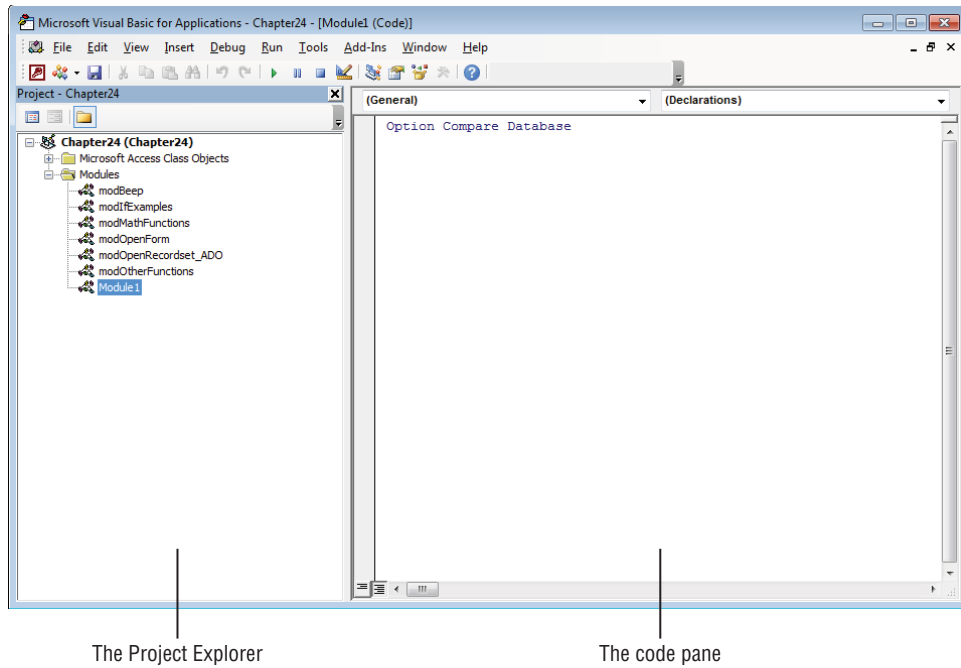 Microsoft Visual Basic for Applications - Chapter24 - [Module1 (Code)]
File Edit View Insert Debug Run Tools Add-Ins Window Help
Project - Chapter24
(General)
(Declarations)
Option Compare Database
Chapter24 (Chapter24)
Microsoft Access Class Objects
Modules
modBeep
modIfExamples
modMathFunctions
modOpenForm
modOpenRecordset_ADO
modOtherFunctions
Module1
The Project Explorer
The code pane